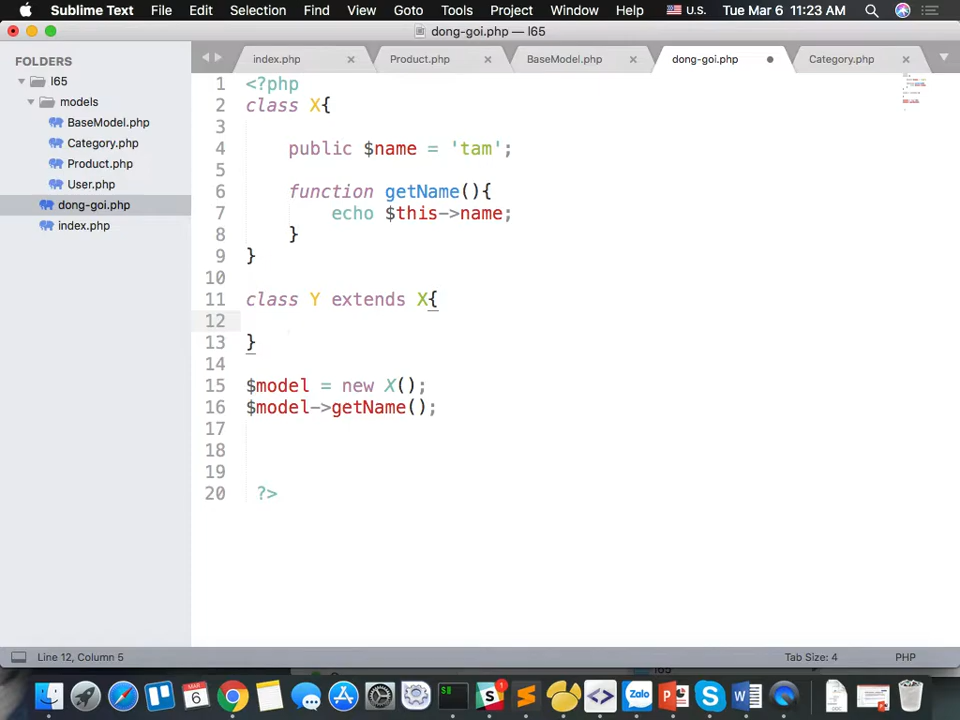 Sublime Text File Edit Selection Find View Goto Tools Project Window Help U.S. Tue Mar 6 11:23 AM
dong-goi.php — l65
FOLDERS
l65
models
BaseModel.php
Category.php
Product.php
User.php
dong-goi.php
index.php
index.php × Product.php × BaseModel.php × dong-goi.php Category.php ×
1 <?php
2 class X{
3
4 public $name = 'tam';
5
6 function getName(){
7 echo $this->name;
8 }
9 }
10
11 class Y extends X{
12
13 }
14
15 $model = new X();
16 $model->getName();
17
18
19
20 ?>
Line 12, Column 5 Tab Size: 4 PHP
MAR
6
1
Zalo